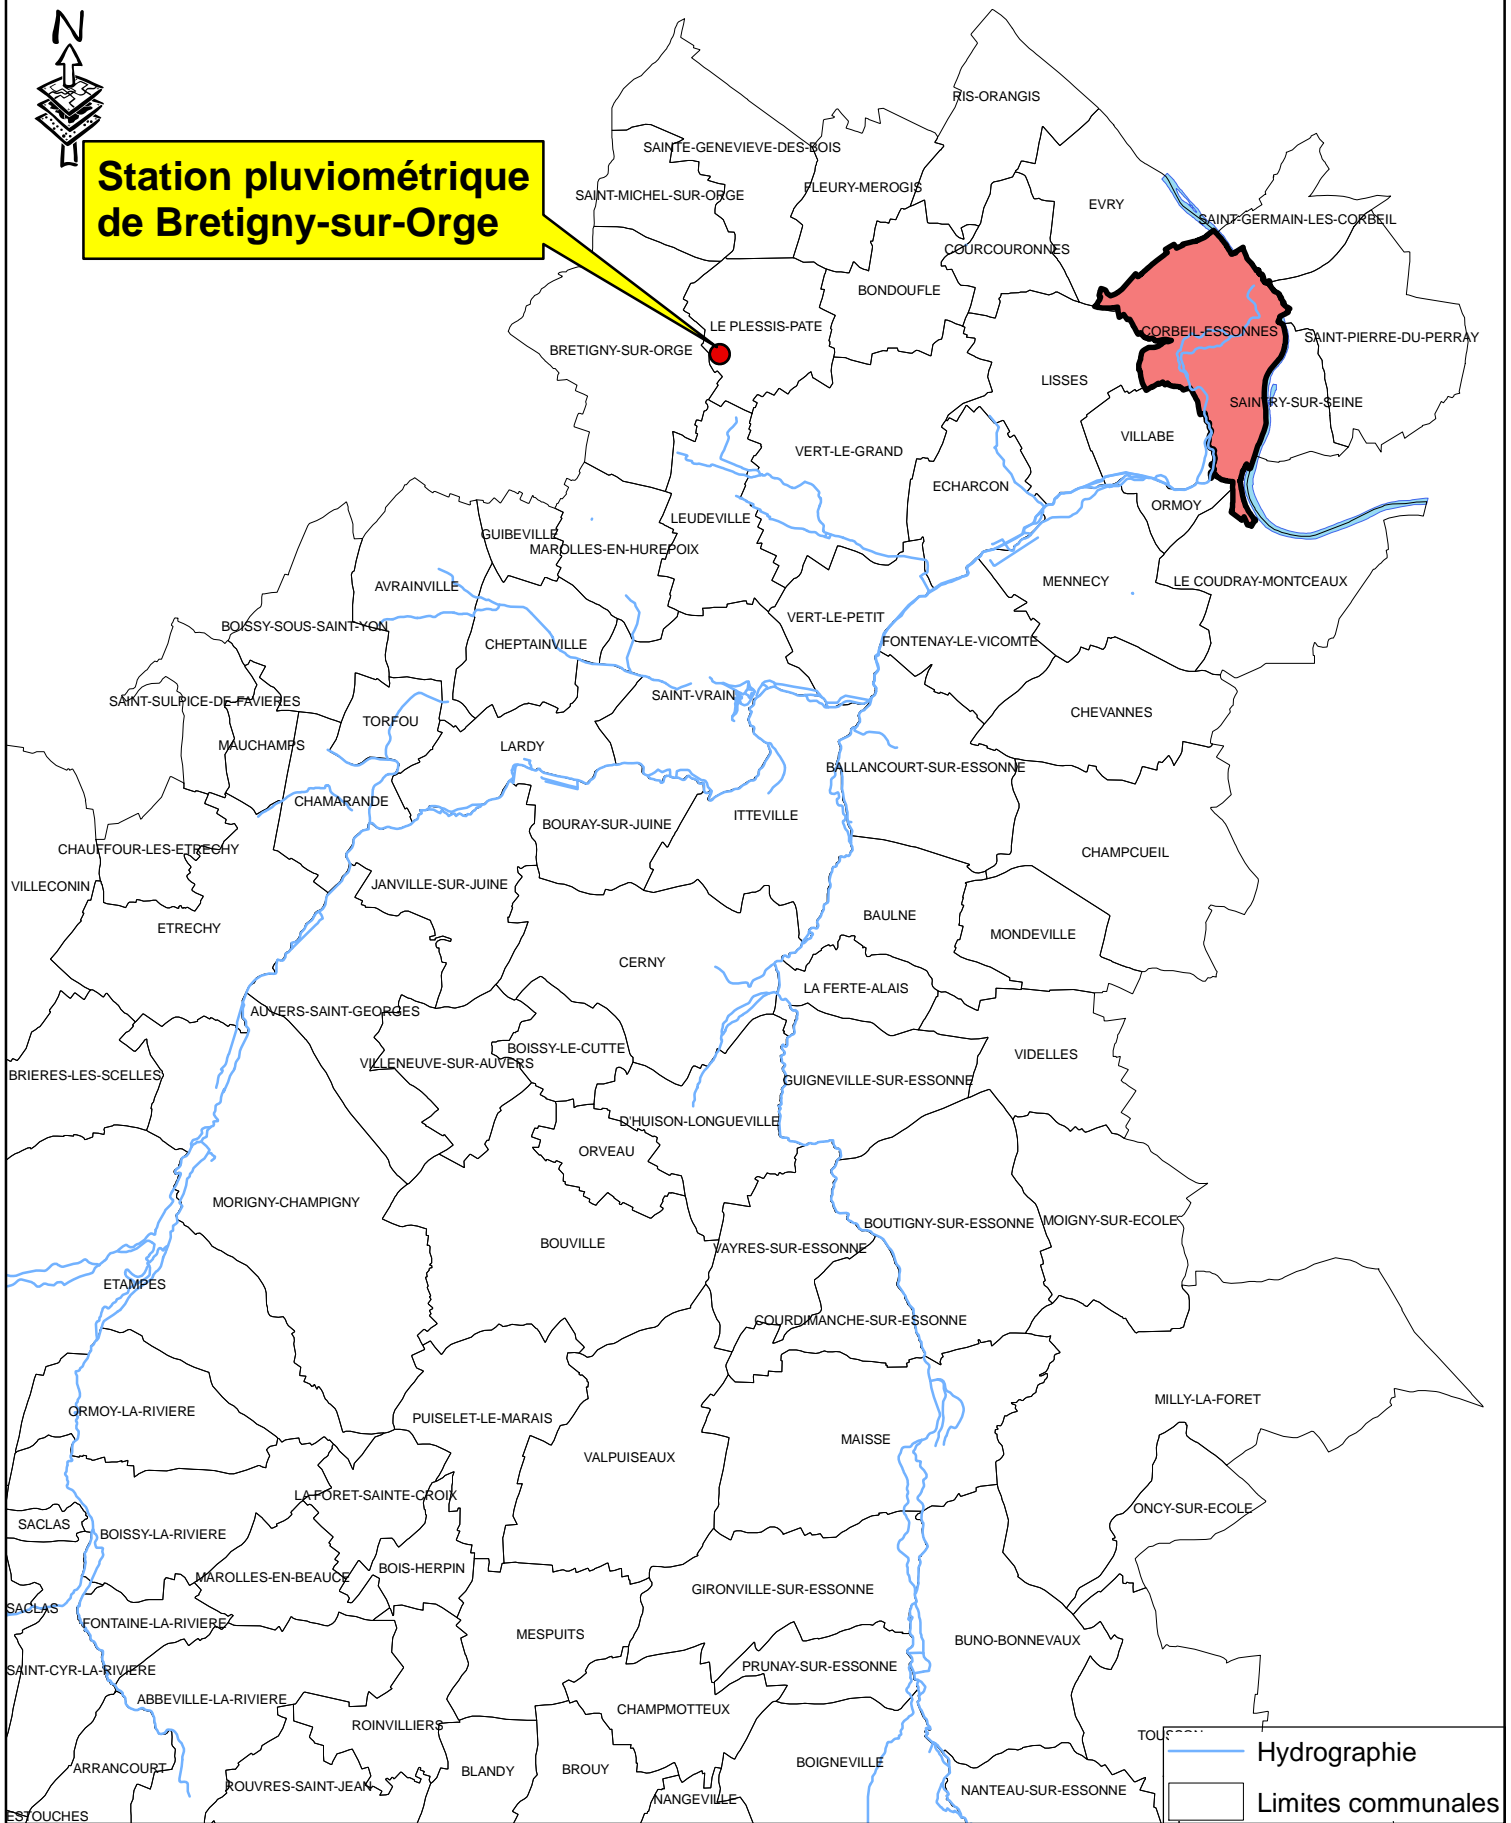 N
Station pluviométrique
de Bretigny-sur-Orge
RIS-ORANGIS
SAINTE-GENEVIEVE-DES-BOIS
FLEURY-MEROGIS
SAINT-MICHEL-SUR-ORGE
EVRY
SAINT-GERMAIN-LES-CORBEIL
COURCOURONNES
BONDOUFLE
LE PLESSIS-PATE
CORBEIL-ESSONNES
SAINT-PIERRE-DU-PERRAY
BRETIGNY-SUR-ORGE
LISSES
SAINTRY-SUR-SEINE
VILLABE
VERT-LE-GRAND
ECHARCON
ORMOY
LEUDEVILLE
GUIBEVILLE
MAROLLES-EN-HUREPOIX
MENNECY
LE COUDRAY-MONTCEAUX
AVRAINVILLE
VERT-LE-PETIT
BOISSY-SOUS-SAINT-YON
FONTENAY-LE-VICOMTE
CHEPTAINVILLE
SAINT-VRAIN
SAINT-SULPICE-DE-FAVIERES
CHEVANNES
TORFOU
MAUCHAMPS
LARDY
BALLANCOURT-SUR-ESSONNE
CHAMARANDE
ITTEVILLE
BOURAY-SUR-JUINE
CHAUFFOUR-LES-ETRECHY
CHAMPCUEIL
VILLECONIN
JANVILLE-SUR-JUINE
BAULNE
ETRECHY
MONDEVILLE
CERNY
LA FERTE-ALAIS
AUVERS-SAINT-GEORGES
BOISSY-LE-CUTTE
VIDELLES
VILLENEUVE-SUR-AUVERS
BRIERES-LES-SCELLES
GUIGNEVILLE-SUR-ESSONNE
D'HUISON-LONGUEVILLE
ORVEAU
MORIGNY-CHAMPIGNY
BOUTIGNY-SUR-ESSONNE
MOIGNY-SUR-ECOLE
BOUVILLE
VAYRES-SUR-ESSONNE
ETAMPES
COURDIMANCHE-SUR-ESSONNE
MILLY-LA-FORET
ORMOY-LA-RIVIERE
PUISELET-LE-MARAIS
MAISSE
VALPUISEAUX
LA FORET-SAINTE-CROIX
ONCY-SUR-ECOLE
SACLAS
BOISSY-LA-RIVIERE
BOIS-HERPIN
MAROLLES-EN-BEAUCE
GIRONVILLE-SUR-ESSONNE
SACLAS
FONTAINE-LA-RIVIERE
MESPUITS
BUNO-BONNEVAUX
SAINT-CYR-LA-RIVIERE
PRUNAY-SUR-ESSONNE
ABBEVILLE-LA-RIVIERE
CHAMPMOTTEUX
ROINVILLIERS
TOUSSON
Hydrographie
ARRANCOURT
BLANDY
BROUY
BOIGNEVILLE
ROUVRES-SAINT-JEAN
NANTEAU-SUR-ESSONNE
NANGEVILLE
Limites communales
ESTOUCHES